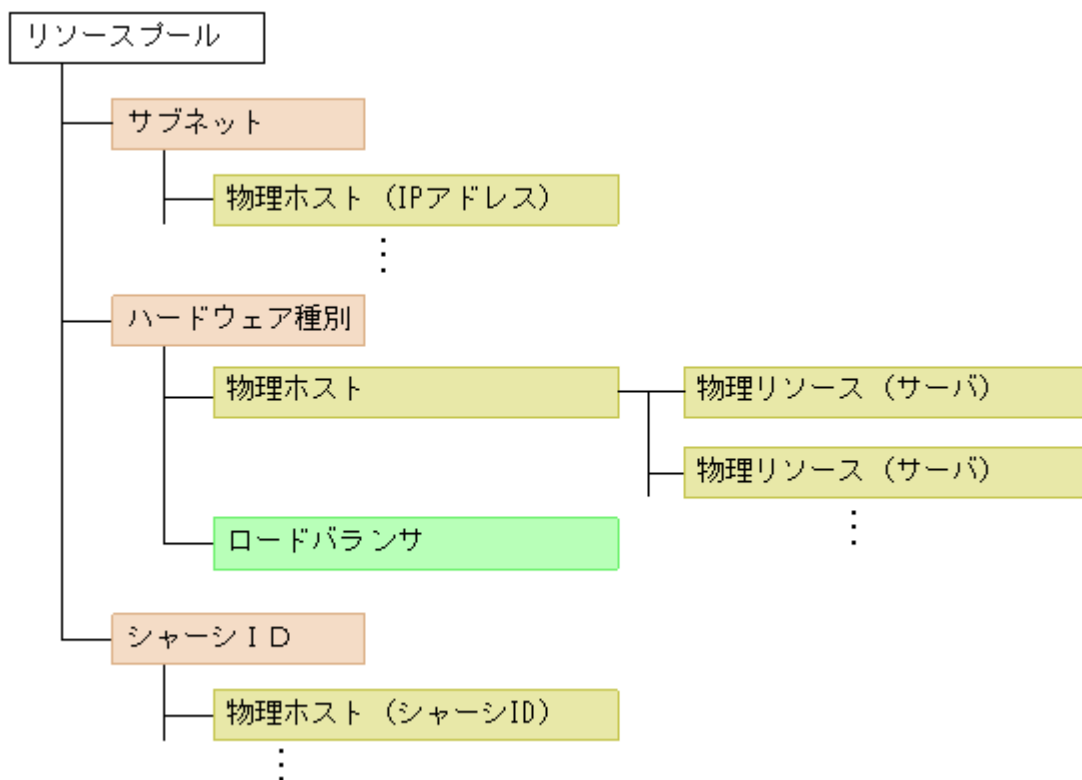 リソースプール
サブネット
物理ホスト（IPアドレス）
⋮
ハードウェア種別
物理ホスト
物理リソース（サーバ）
物理リソース（サーバ）
⋮
ロードバランサ
シャーシＩＤ
物理ホスト（シャーシID）
⋮